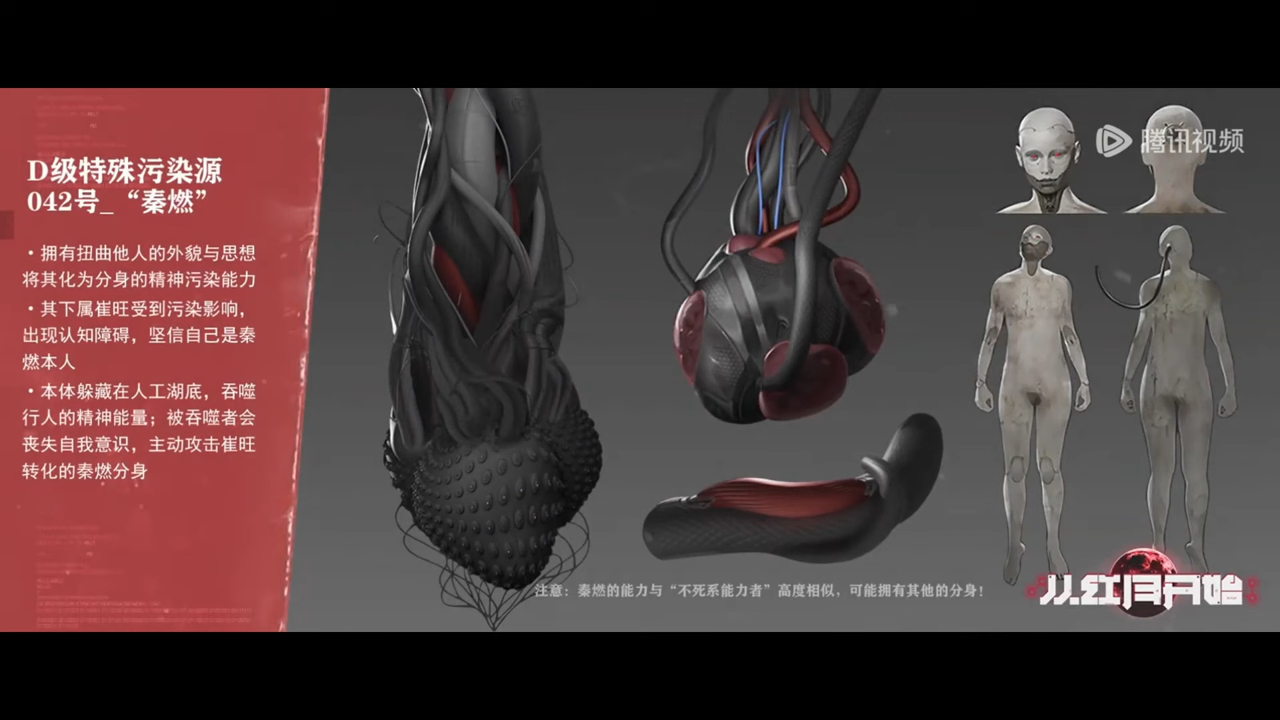 D级特殊污染源
042号_“秦燃”
·拥有扭曲他人的外貌与思想
将其化为分身的精神污染能力
·其下属崔旺受到污染影响，
出现认知障碍，坚信自己是秦
燃本人
·本体躲藏在人工湖底，吞噬
行人的精神能量；被吞噬者会
丧失自我意识，主动攻击崔旺
转化的秦燃分身
注意：秦燃的能力与“不死系能力者”高度相似，可能拥有其他的分身！
腾讯视频
从红月开始